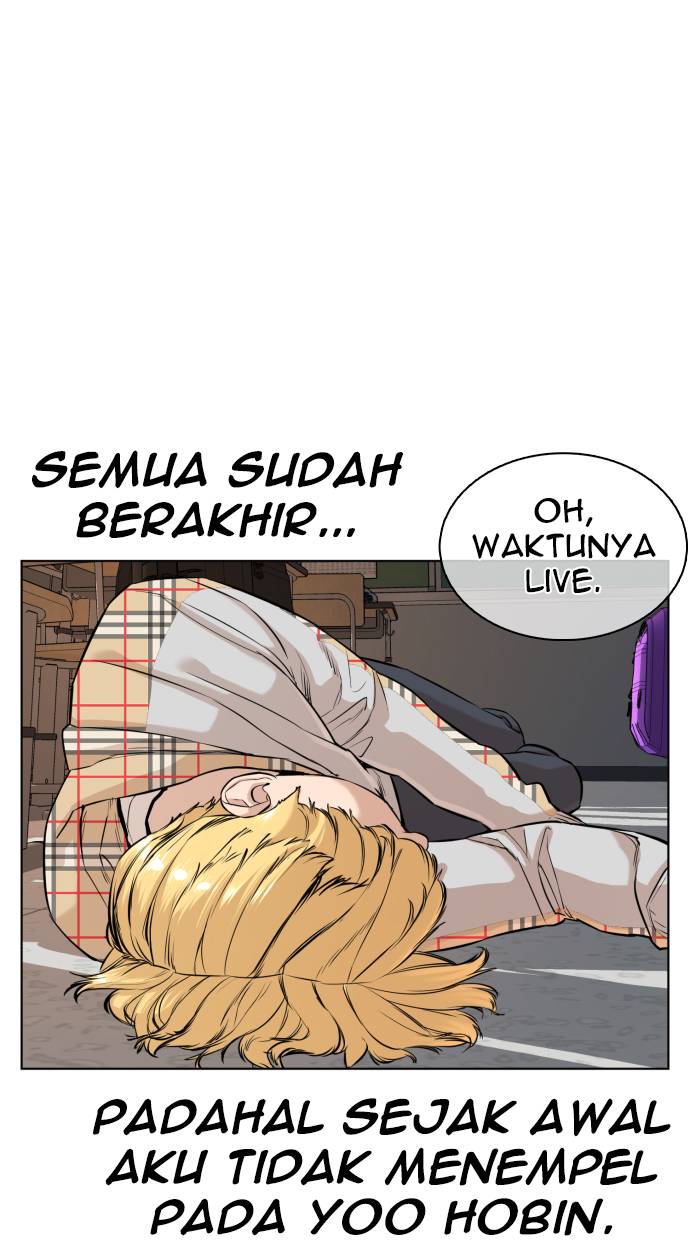 SEMUA SUDAH
BERAKHIR...
OH,
WAKTUNYA
LIVE.
PADAHAL SEJAK AWAL
AKU TIDAK MENEMPEL
PADA YOO HOBIN.